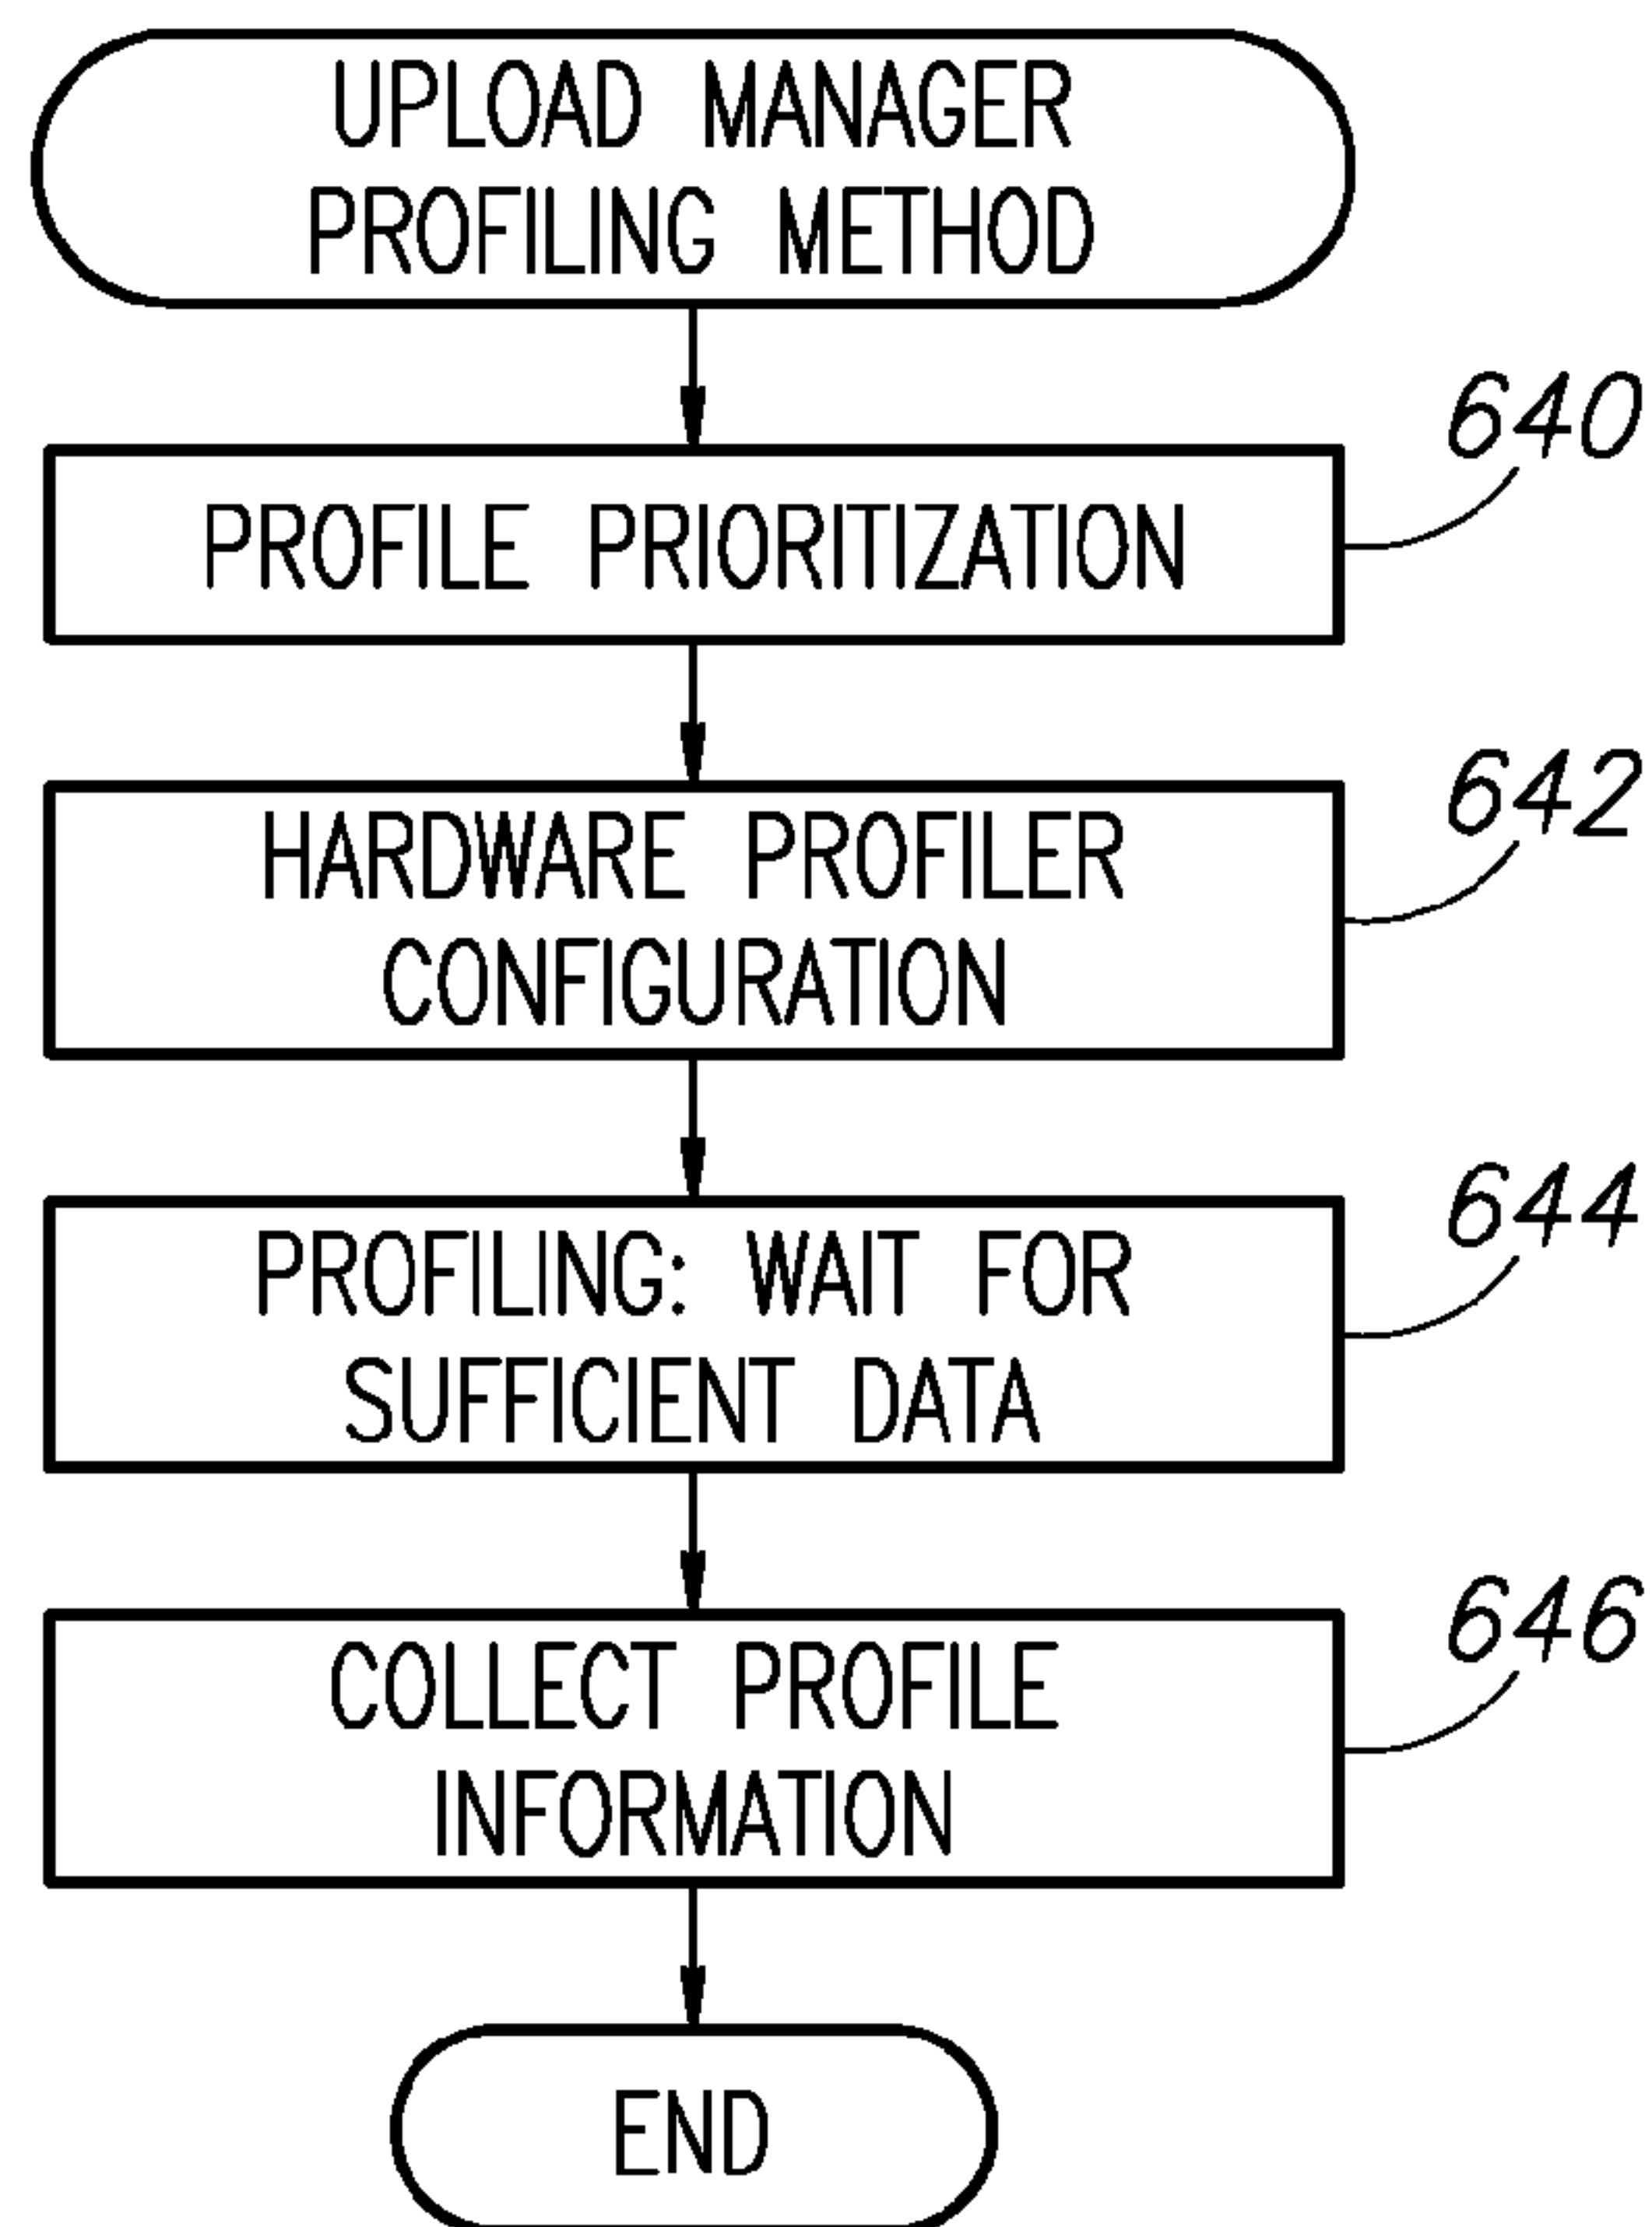 UPLOAD MANAGER
PROFILING METHOD
640
PROFILE PRIORITIZATION
642
HARDWARE PROFILER
CONFIGURATION
644
PROFILING: WAIT FOR
SUFFICIENT DATA
646
COLLECT PROFILE
INFORMATION
END